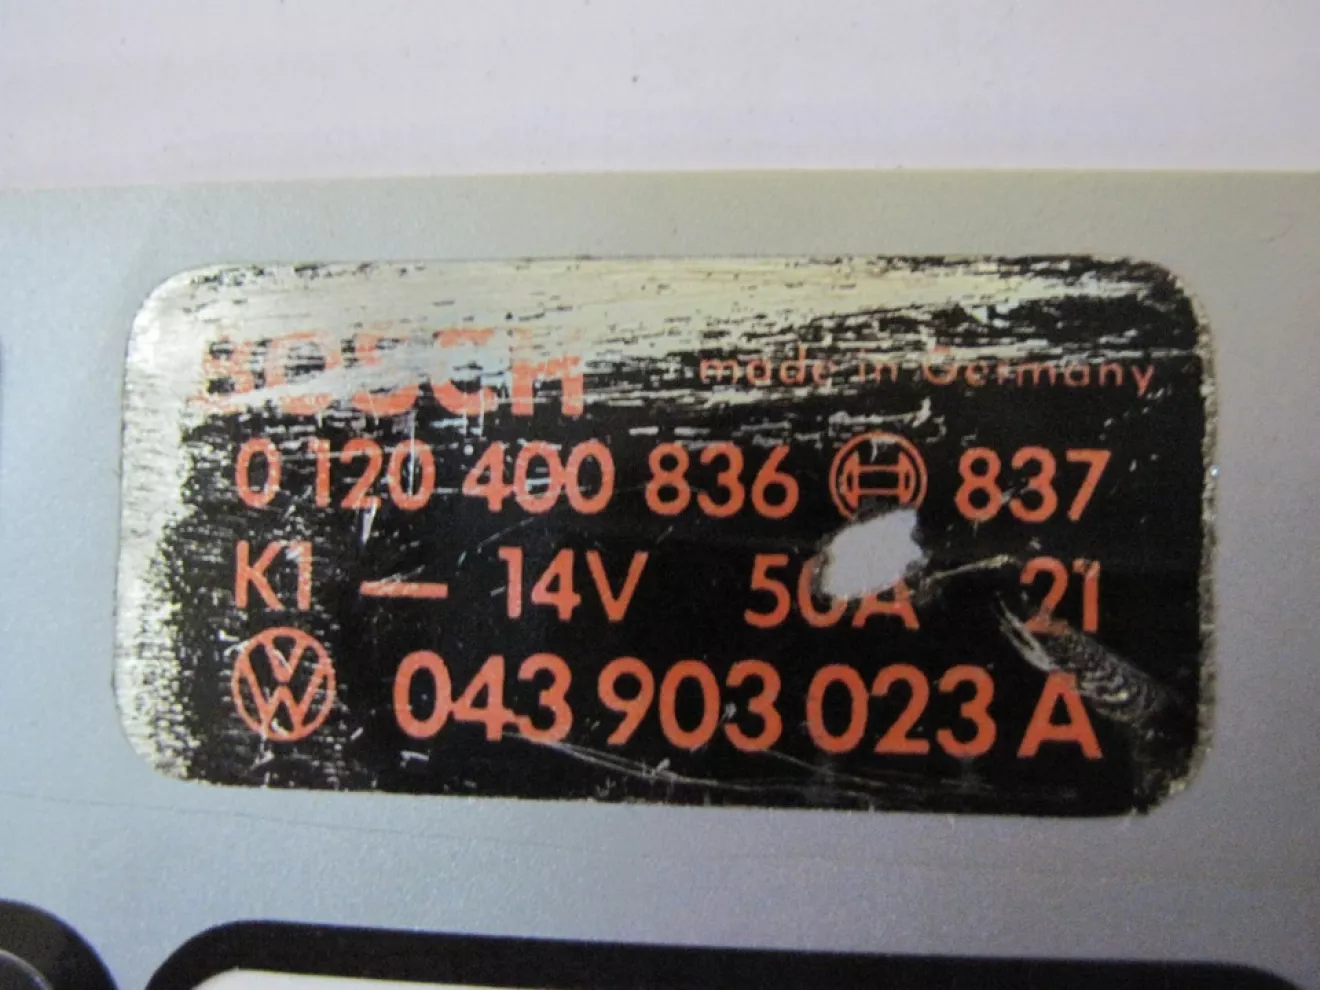 BOSCH made in Germany
0 120 400 836 837
K1 — 14V 50A 21
043 903 023 A